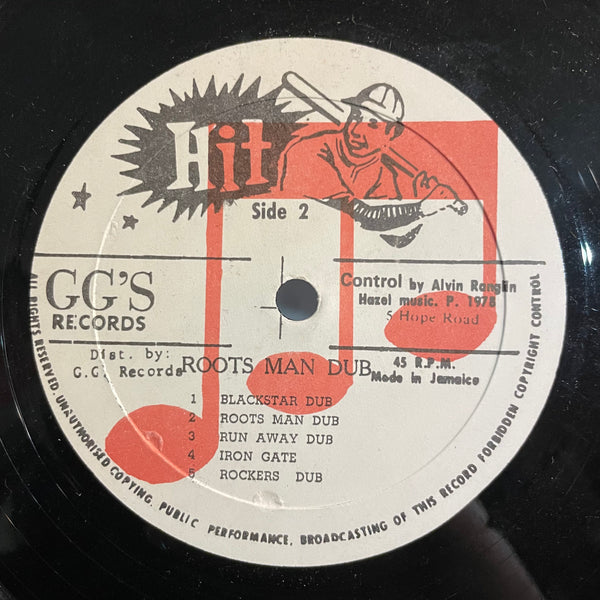 Hit
Side 2
GG'S
RECORDS
Control by Alvin Ranglin
Hazel music. P. 1978
5 Hope Road
Dist. by:
G.G. Records
ROOTS MAN DUB
45 R.P.M.
Made in Jamaica
1 BLACKSTAR DUB
2 ROOTS MAN DUB
3 RUN AWAY DUB
4 IRON GATE
5 ROCKERS DUB
ALL RIGHTS RESERVED. UNAUTHORISED COPYING, PUBLIC PERFORMANCE, BROADCASTING OF THIS RECORD FORBIDDEN COPYRIGHT CONTROL